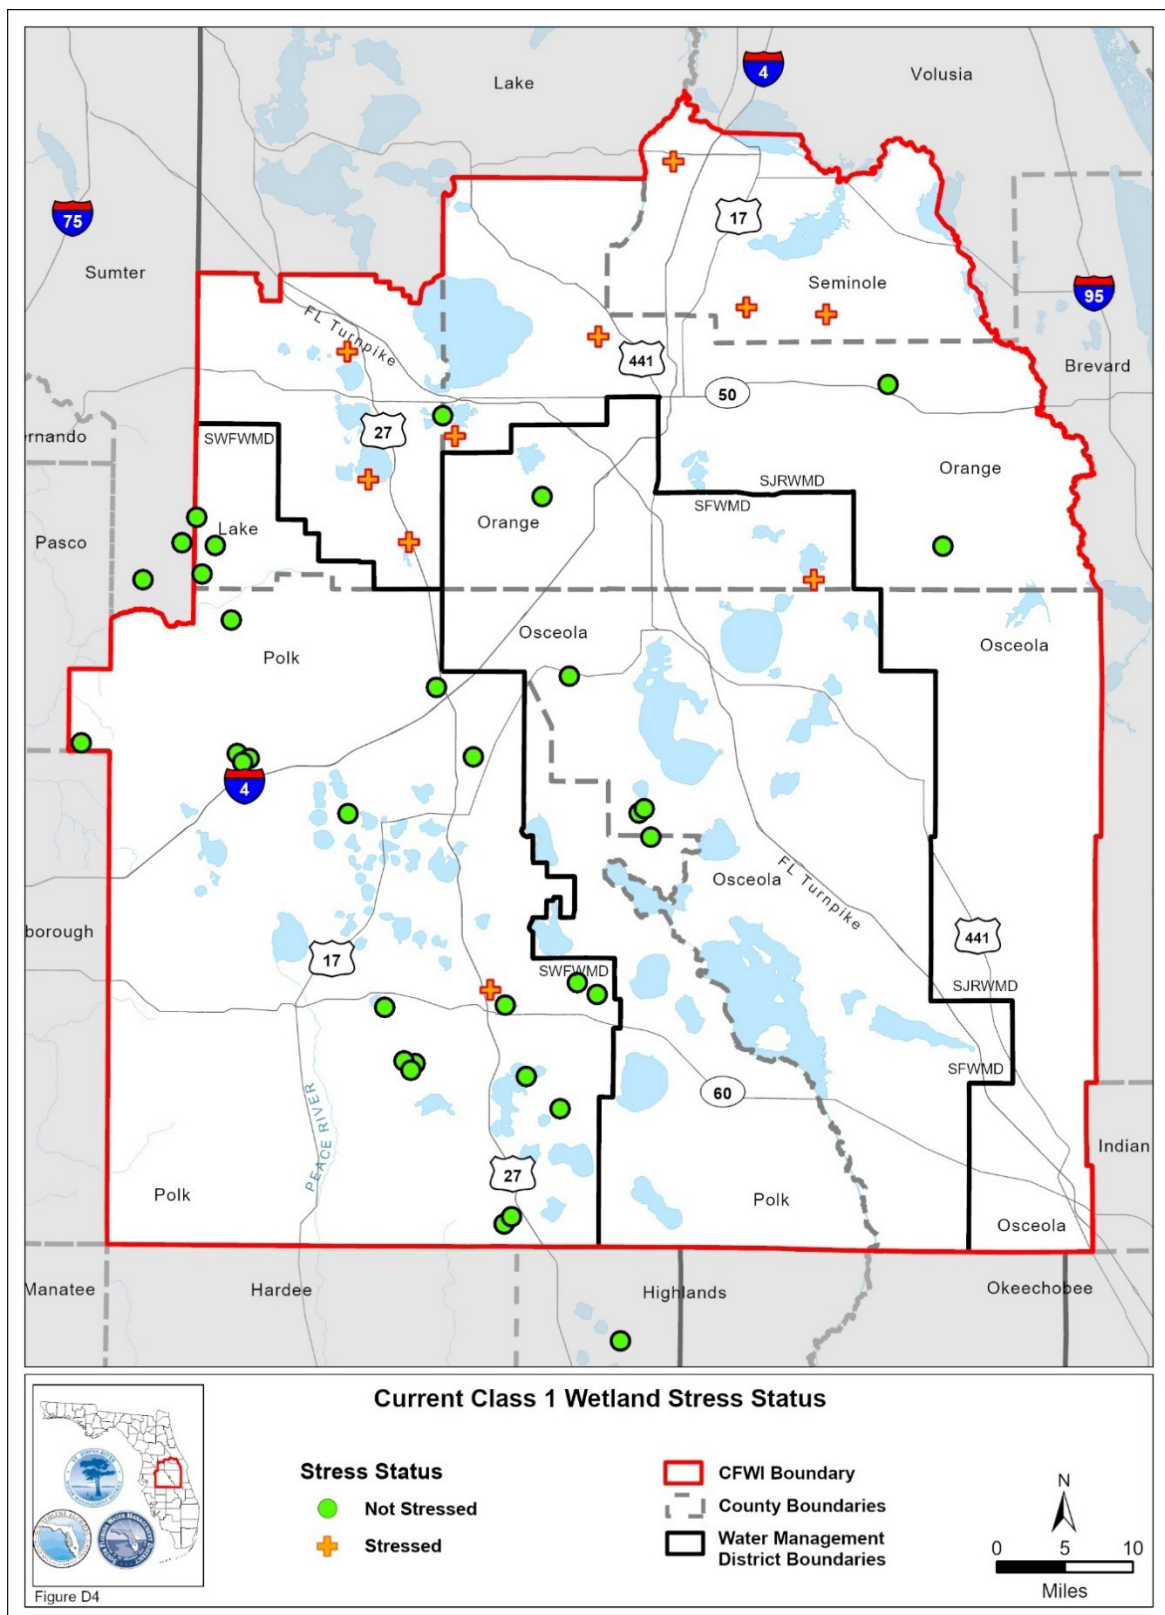 Lake
4
Volusia
75
17
Sumter
Seminole
95
FL Turnpike
441
Brevard
50
27
ernando
SWFWMD
Orange
SJRWMD
SFWMD
Orange
Lake
Pasco
Osceola
Osceola
Polk
4
Osceola
FL Turnpike
borough
441
17
SWFWMD
SJRWMD
SFWMD
60
PEACE RIVER
Indian
27
Polk
Polk
Osceola
Manatee
Hardee
Highlands
Okeechobee
Current Class 1 Wetland Stress Status
Stress Status
Not Stressed
Stressed
CFWI Boundary
County Boundaries
Water Management
District Boundaries
N
0 5 10
Miles
Figure D4